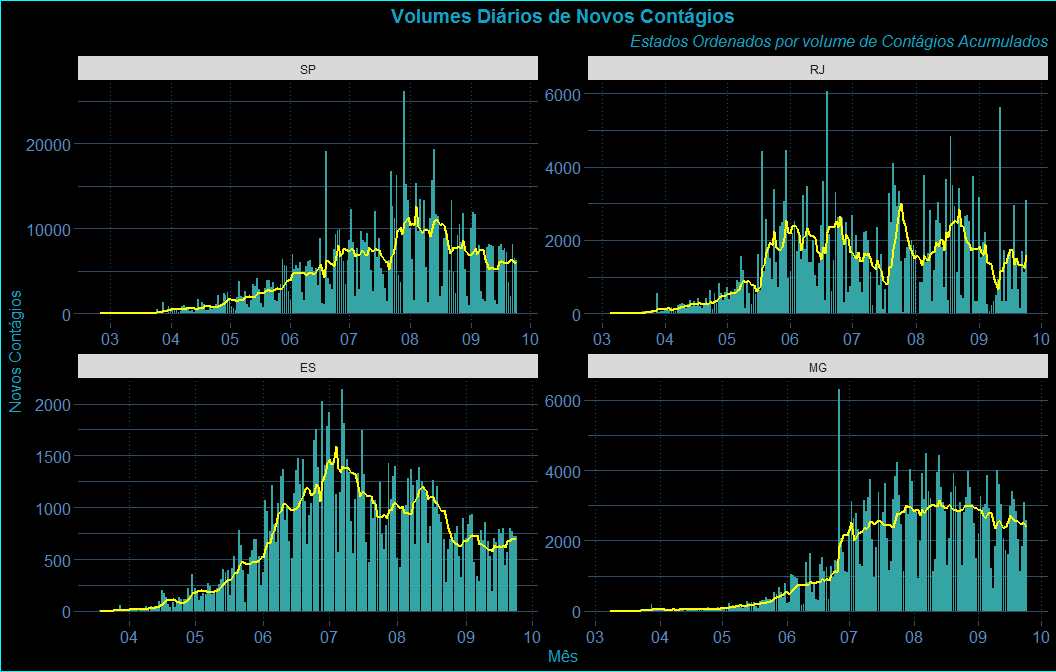 Volumes Diários de Novos Contágios
Estados Ordenados por volume de Contágios Acumulados
SP
RJ
20000
10000
0
03 04 05 06 07 08 09 10
6000
4000
2000
0
03 04 05 06 07 08 09 10
Novos Contágios
ES
MG
2000
1500
1000
500
0
04 05 06 07 08 09 10
6000
4000
2000
0
03 04 05 06 07 08 09 10
Mês